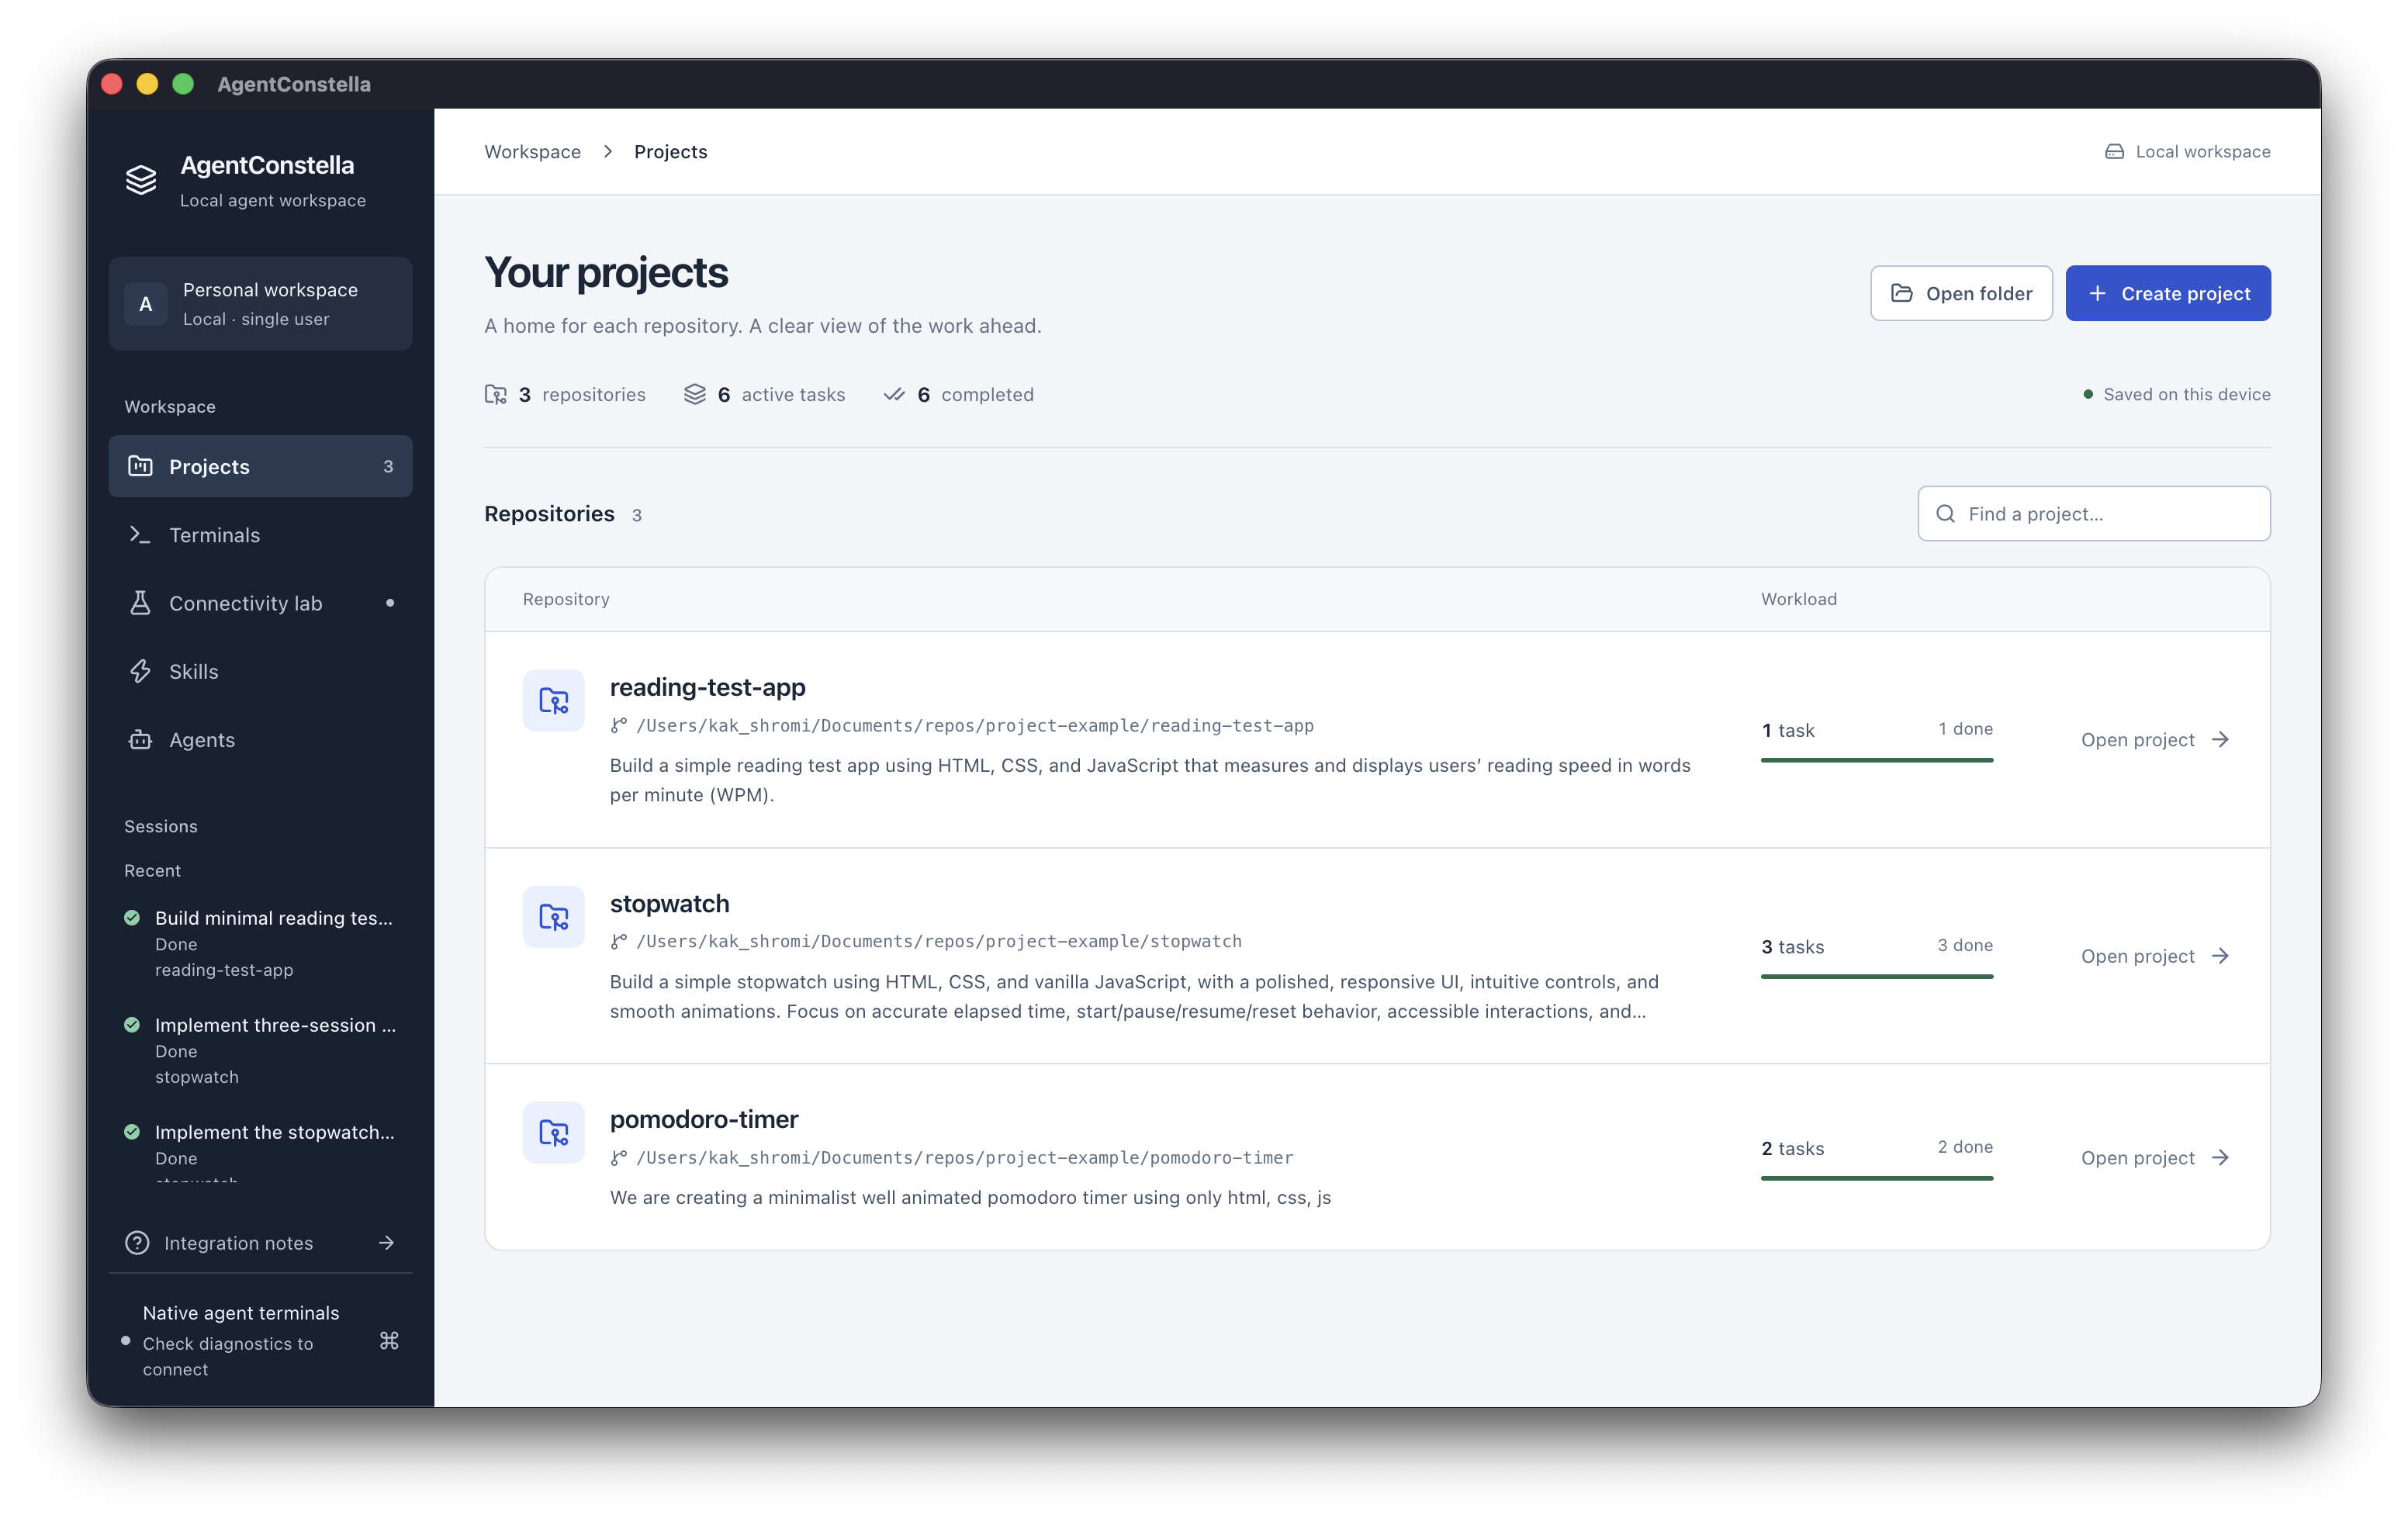 AgentConstella
AgentConstella
Local agent workspace
A
Personal workspace
Local · single user
Workspace
Projects 3
Terminals
Connectivity lab
Skills
Agents
Sessions
Recent
Build minimal reading tes...
Done
reading-test-app
Implement three-session ...
Done
stopwatch
Implement the stopwatch...
Done
stopwatch
Integration notes
Native agent terminals
Check diagnostics to
connect
Workspace > Projects
Local workspace
Your projects
A home for each repository. A clear view of the work ahead.
Open folder
+ Create project
3 repositories 6 active tasks 6 completed
Saved on this device
Repositories 3
Find a project...
Repository Workload
reading-test-app
/Users/kak_shromi/Documents/repos/project-example/reading-test-app
Build a simple reading test app using HTML, CSS, and JavaScript that measures and displays users’ reading speed in words
per minute (WPM).
1 task 1 done
Open project
stopwatch
/Users/kak_shromi/Documents/repos/project-example/stopwatch
Build a simple stopwatch using HTML, CSS, and vanilla JavaScript, with a polished, responsive UI, intuitive controls, and
smooth animations. Focus on accurate elapsed time, start/pause/resume/reset behavior, accessible interactions, and...
3 tasks 3 done
Open project
pomodoro-timer
/Users/kak_shromi/Documents/repos/project-example/pomodoro-timer
We are creating a minimalist well animated pomodoro timer using only html, css, js
2 tasks 2 done
Open project